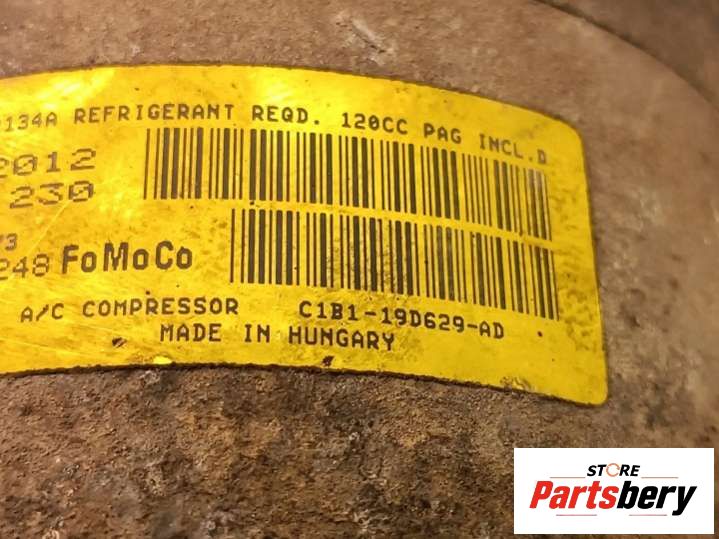 134A REFRIGERANT REQD. 120CC PAG INCL.D
2012
230
73
248 FoMoCo
A/C COMPRESSOR C1B1-19D629-AD
MADE IN HUNGARY
STORE
Partsbery